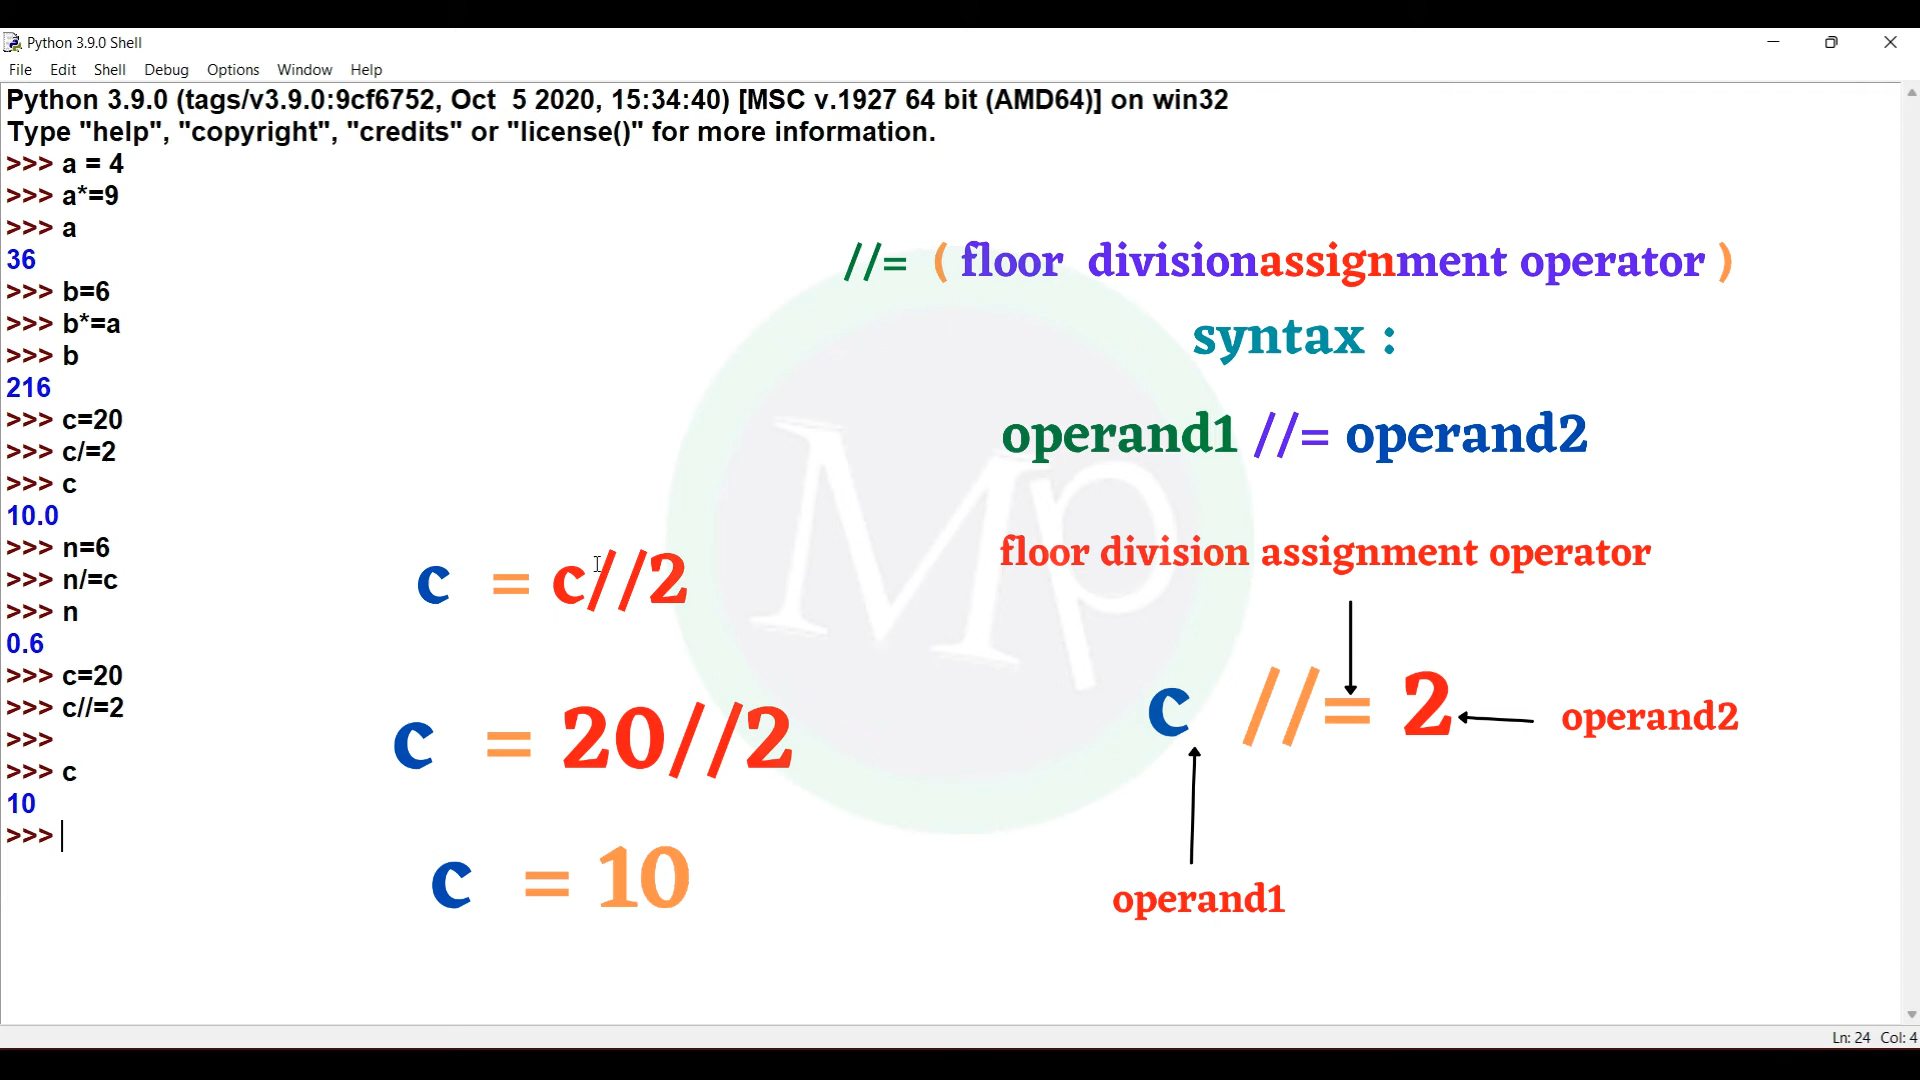 Python 3.9.0 Shell
File Edit Shell Debug Options Window Help
Python 3.9.0 (tags/v3.9.0:9cf6752, Oct  5 2020, 15:34:40) [MSC v.1927 64 bit (AMD64)] on win32
Type "help", "copyright", "credits" or "license()" for more information.
>>> a = 4
>>> a*=9
>>> a
36
>>> b=6
>>> b*=a
>>> b
216
>>> c=20
>>> c/=2
>>> c
10.0
>>> n=6
>>> n/=c
>>> n
0.6
>>> c=20
>>> c//=2
>>>
>>> c
10
>>>
//= ( floor divisionassignment operator )
syntax :
operand1 //= operand2
floor division assignment operator
c //= 2
operand2
operand1
c = c//2
c = 20//2
c = 10
Mp
Ln: 24 Col: 4